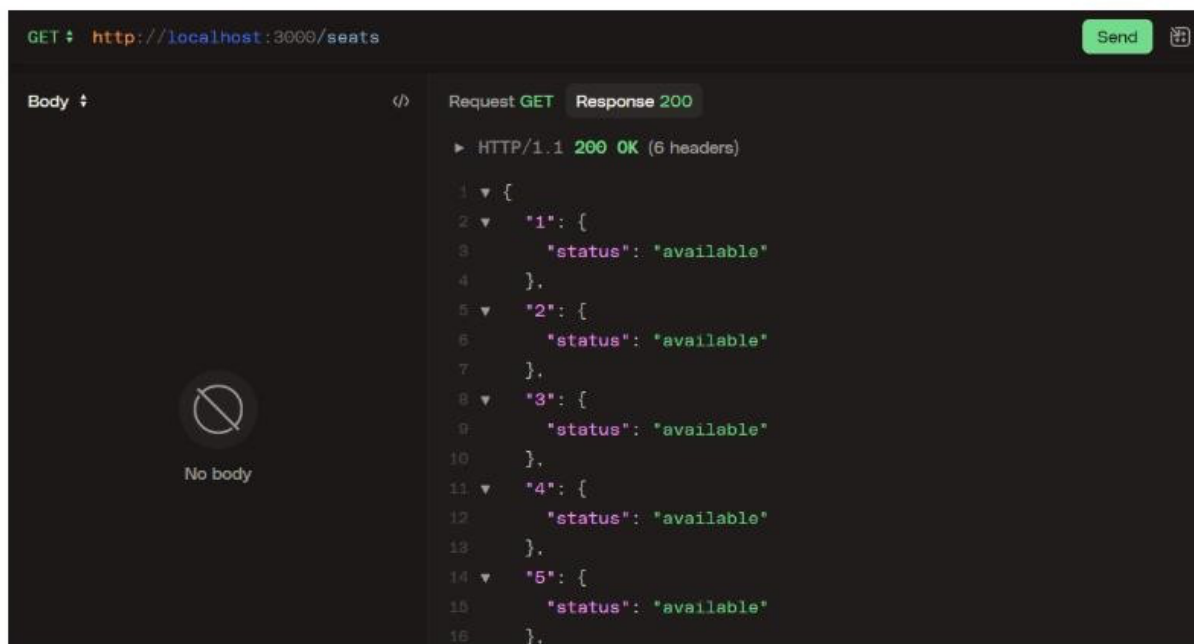 GET http://localhost:3000/seats Send
Body </> Request GET Response 200
HTTP/1.1 200 OK (6 headers)
1 {
2 "1": {
3 "status": "available"
4 },
5 "2": {
6 "status": "available"
7 },
8 "3": {
9 "status": "available"
10 },
11 "4": {
12 "status": "available"
13 },
14 "5": {
15 "status": "available"
16 },
No body